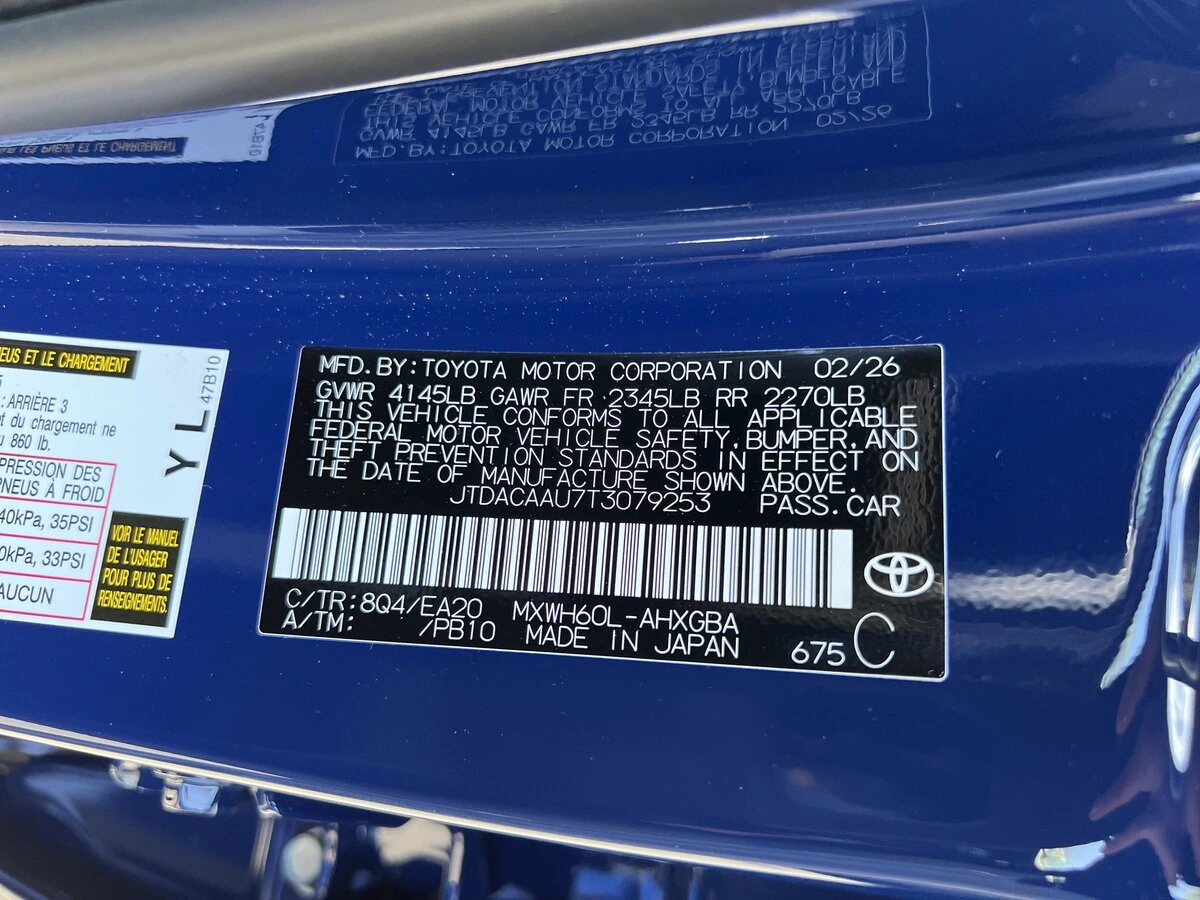 NEUS ET LE CHARGEMENT
: ARRIÈRE 3
et du chargement ne
860 lb.
PRESSION DES
PNEUS À FROID
40kPa, 35PSI
0kPa, 33PSI
AUCUN
VOIR LE MANUEL
DE L'USAGER
POUR PLUS DE
RENSEIGNEMENTS.
YL
47B10
MFD.BY:TOYOTA MOTOR CORPORATION 02/26
GVWR 4145LB GAWR FR 2345LB RR 2270LB
THIS VEHICLE CONFORMS TO ALL APPLICABLE
FEDERAL MOTOR VEHICLE SAFETY,BUMPER,AND
THEFT PREVENTION STANDARDS IN EFFECT ON
THE DATE OF MANUFACTURE SHOWN ABOVE.
JTDACAAU7T3079253 PASS.CAR
C/TR:8Q4/EA20 MXWH60L-AHXGBA
A/TM: /PB10 MADE IN JAPAN
675 C